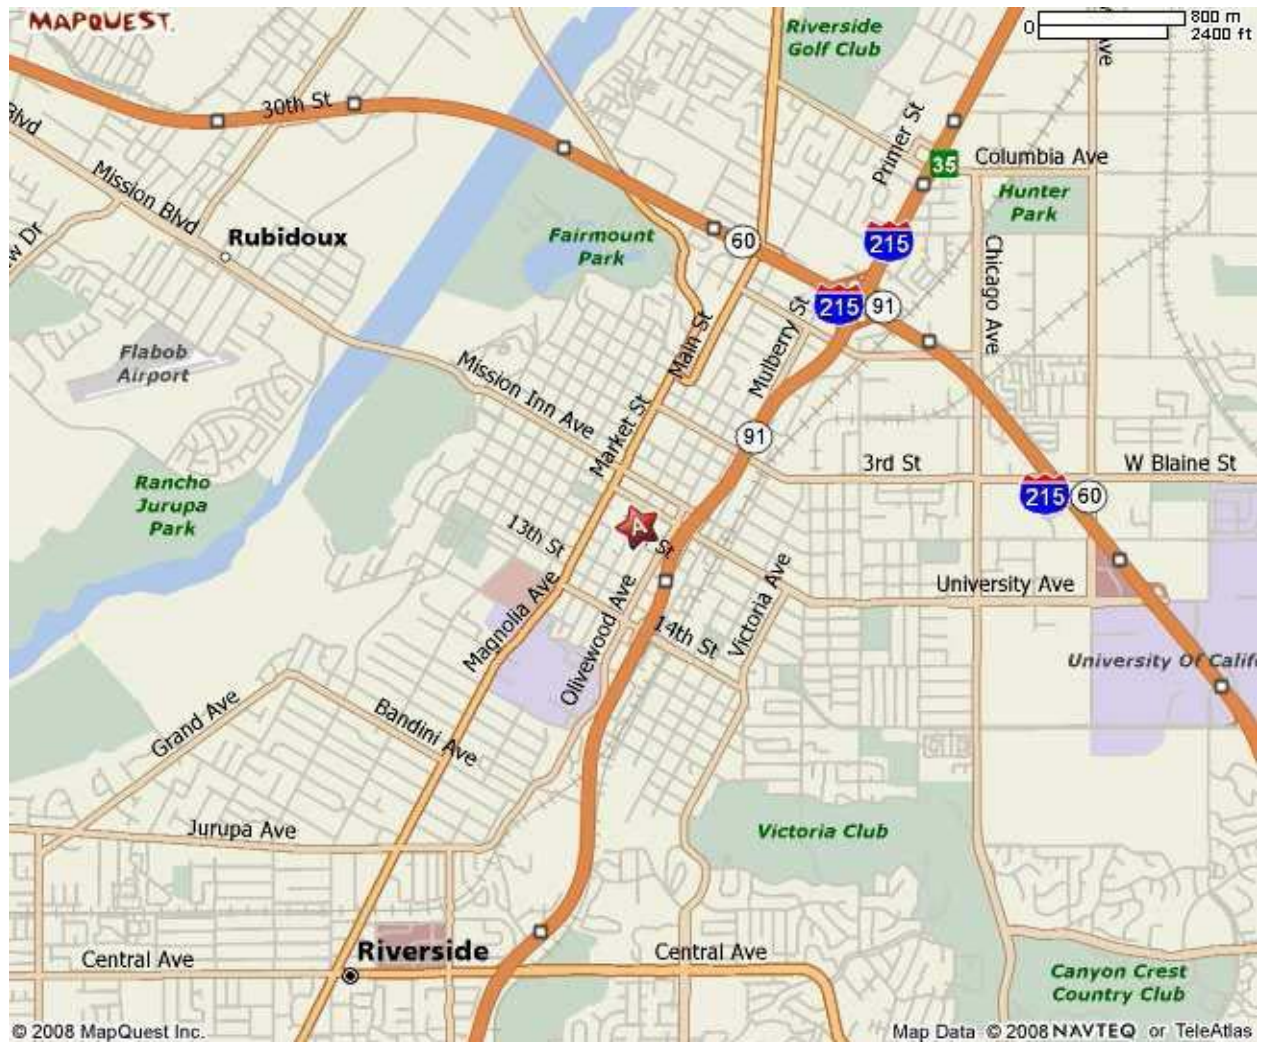 MAPQUEST.
0
800 m
2400 ft
Riverside
Golf Club
30th St
Primer St
35
Columbia Ave
Ave
Blvd
Mission Blvd
Hunter
Park
Rubidoux
Fairmount
Park
60
215
215
91
Chicago Ave
w Dr
Flabob
Airport
Main St
Mulberry St
Mission Inn Ave
Market St
91
3rd St
W Blaine St
215
60
Rancho
Jurupa
Park
A
St
13th St
University Ave
Magnolia Ave
Olivewood Ave
14th St
Victoria Ave
University Of Calif
Grand Ave
Bandini Ave
Jurupa Ave
Victoria Club
Riverside
Central Ave
Central Ave
Canyon Crest
Country Club
© 2008 MapQuest Inc.
Map Data © 2008 NAVTEQ or TeleAtlas